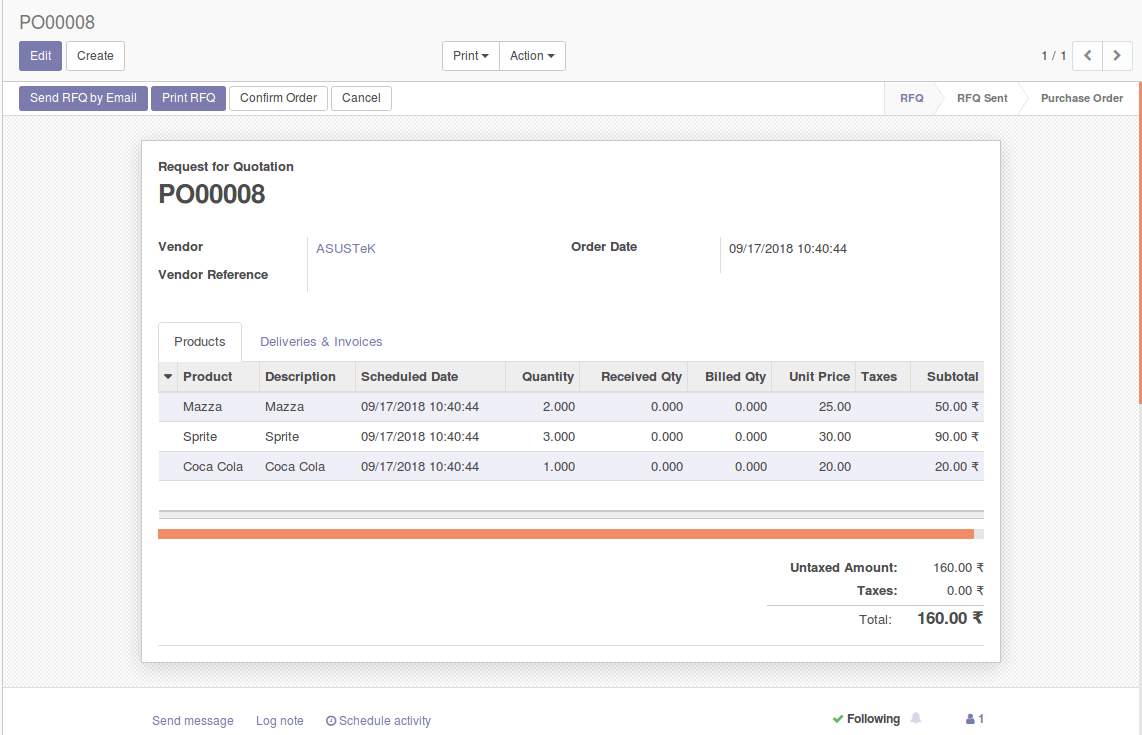 PO00008
Edit Create Print Action 1 / 1
Send RFQ by Email Print RFQ Confirm Order Cancel RFQ RFQ Sent Purchase Order
Request for Quotation
PO00008
Vendor ASUSTeK Order Date 09/17/2018 10:40:44
Vendor Reference
Products Deliveries & Invoices
Product Description Scheduled Date Quantity Received Qty Billed Qty Unit Price Taxes Subtotal
Mazza Mazza 09/17/2018 10:40:44 2.000 0.000 0.000 25.00 50.00 ₹
Sprite Sprite 09/17/2018 10:40:44 3.000 0.000 0.000 30.00 90.00 ₹
Coca Cola Coca Cola 09/17/2018 10:40:44 1.000 0.000 0.000 20.00 20.00 ₹
Untaxed Amount: 160.00 ₹
Taxes: 0.00 ₹
Total: 160.00 ₹
Send message Log note Schedule activity Following 1